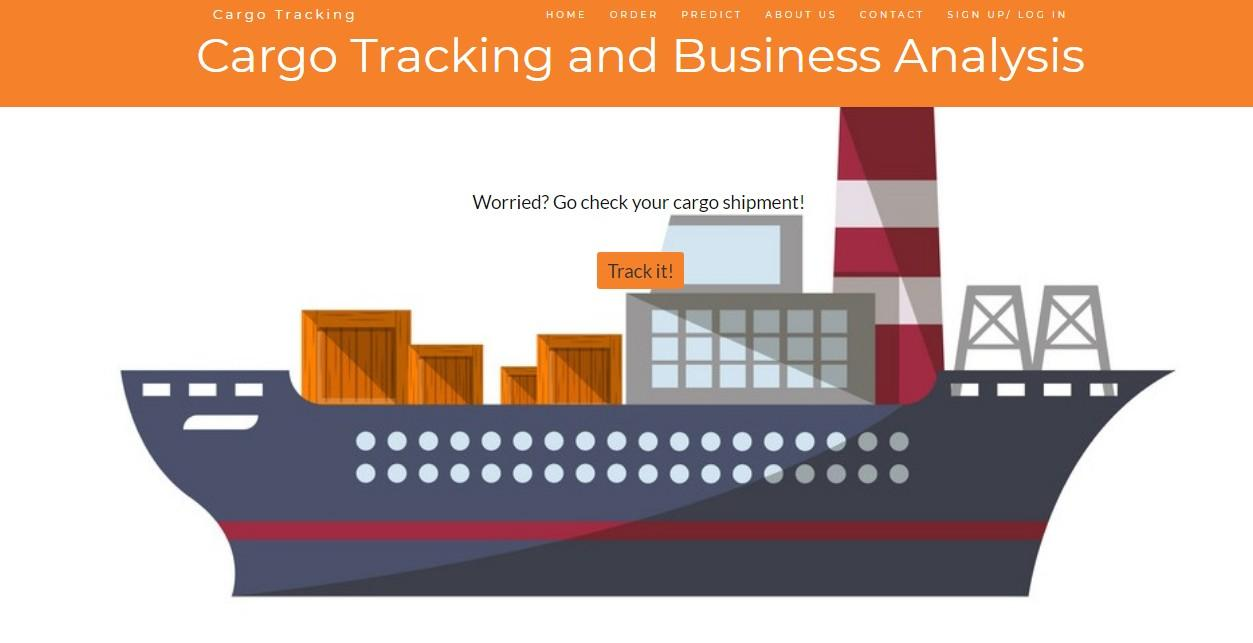 Cargo Tracking
HOME ORDER PREDICT ABOUT US CONTACT SIGN UP/ LOG IN
Cargo Tracking and Business Analysis
Worried? Go check your cargo shipment!
Track it!